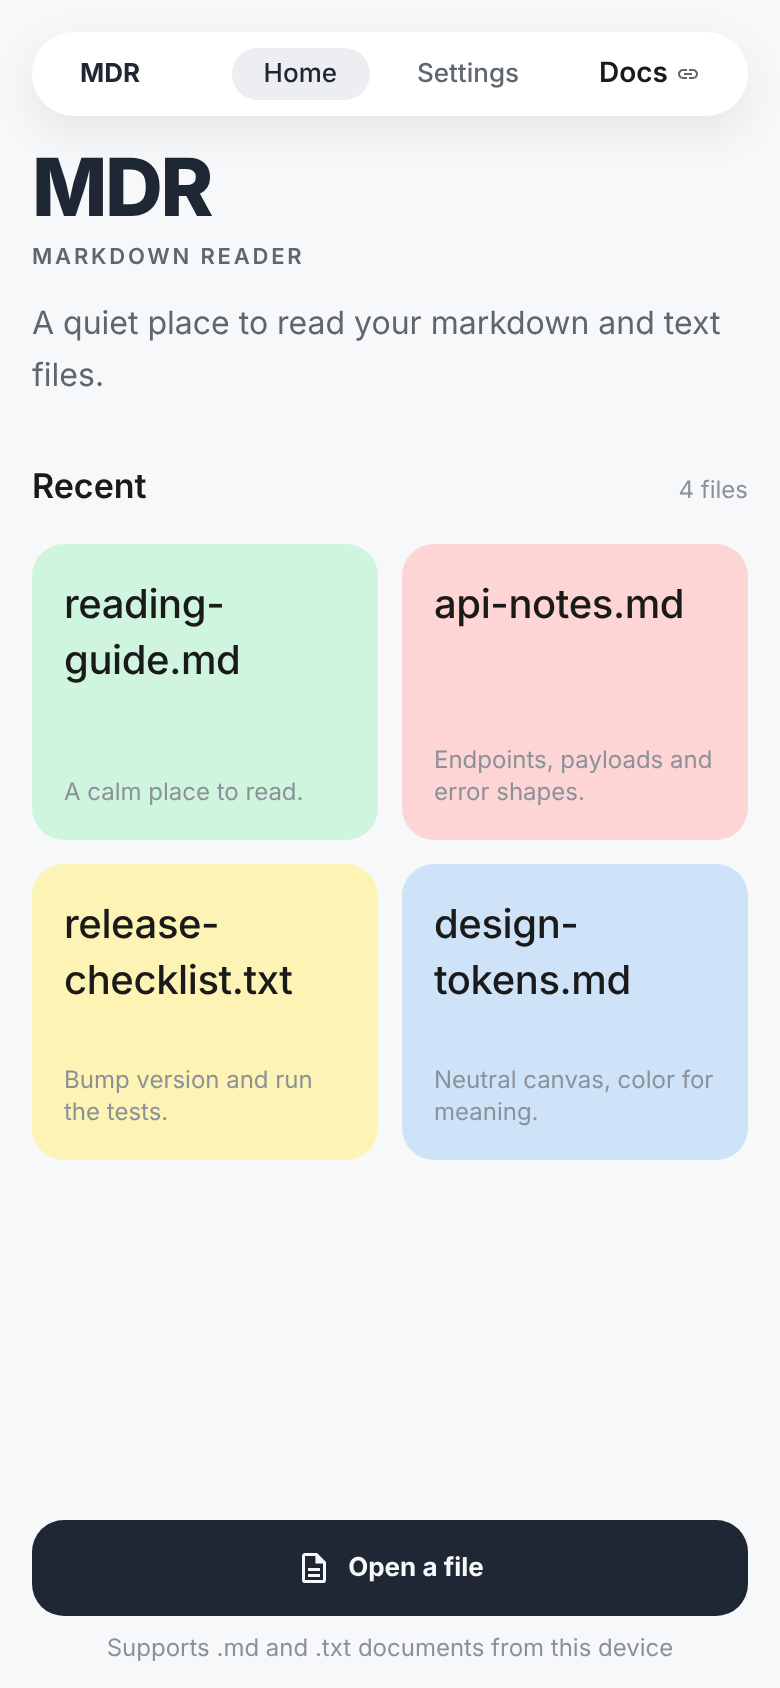 MDR
Home
Settings
Docs
MDR
MARKDOWN READER
A quiet place to read your markdown and text
files.
Recent
4 files
reading-
guide.md
A calm place to read.
api-notes.md
Endpoints, payloads and
error shapes.
release-
checklist.txt
Bump version and run
the tests.
design-
tokens.md
Neutral canvas, color for
meaning.
Open a file
Supports .md and .txt documents from this device